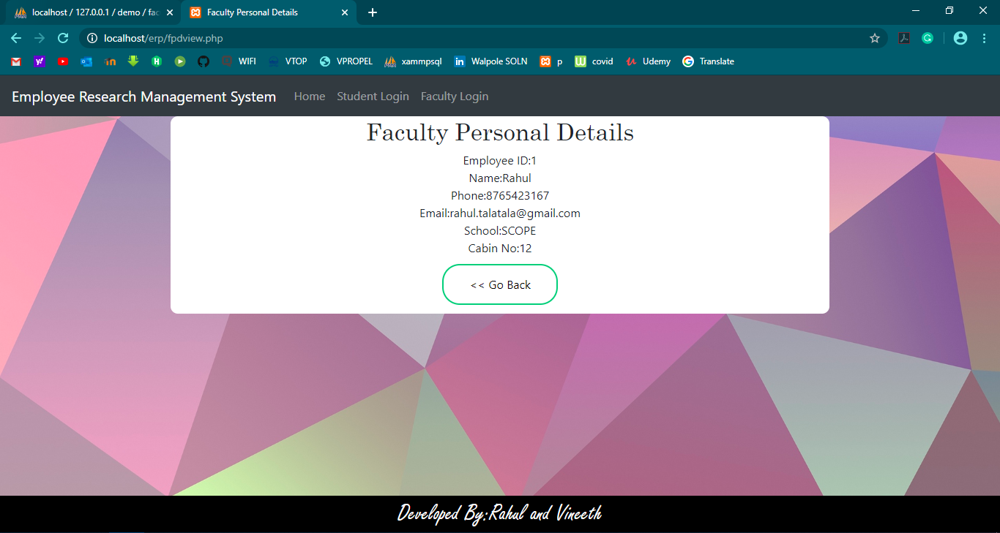 localhost / 127.0.0.1 / demo / fac
Faculty Personal Details
localhost/erp/fpdview.php
WIFI VTOP VPROPEL xammpsql Walpole SOLN p covid Udemy Translate
Employee Research Management System Home Student Login Faculty Login
Faculty Personal Details
Employee ID:1
Name:Rahul
Phone:8765423167
Email:rahul.talatala@gmail.com
School:SCOPE
Cabin No:12
<< Go Back
Developed By:Rahul and Vineeth